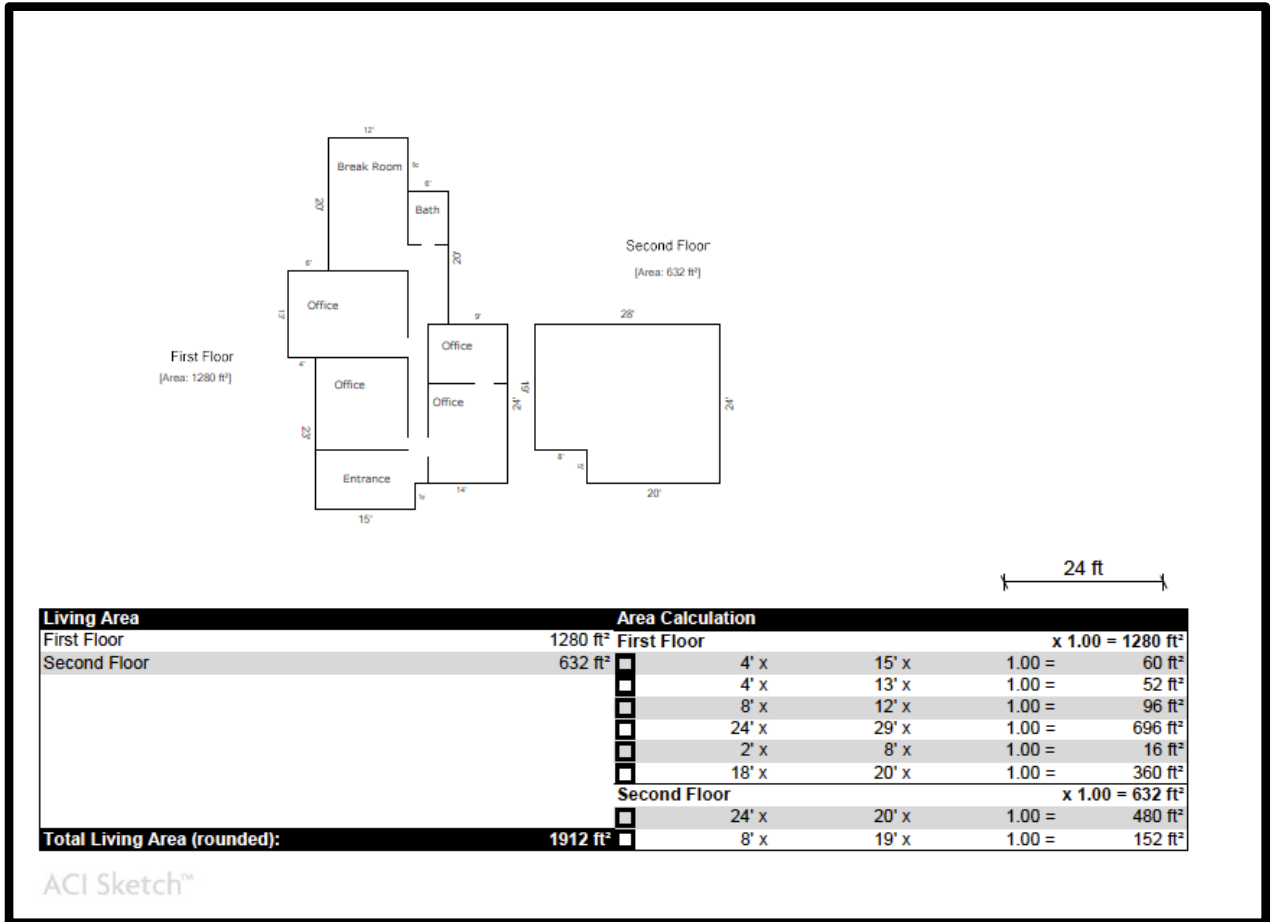 12'
Break Room
8'
6'
20'
Bath
Second Floor
20'
[Area: 632 ft²]
6'
Office
13'
9'
28'
First Floor
Office
4'
[Area: 1280 ft²]
Office
19'
Office
24'
24'
23'
8'
5'
Entrance
14'
20'
4'
15'
24 ft
Living Area Area Calculation
First Floor 1280 ft² First Floor x 1.00 = 1280 ft²
Second Floor 632 ft² 4' x 15' x 1.00 = 60 ft²
4' x 13' x 1.00 = 52 ft²
8' x 12' x 1.00 = 96 ft²
24' x 29' x 1.00 = 696 ft²
2' x 8' x 1.00 = 16 ft²
18' x 20' x 1.00 = 360 ft²
Second Floor x 1.00 = 632 ft²
24' x 20' x 1.00 = 480 ft²
Total Living Area (rounded): 1912 ft² 8' x 19' x 1.00 = 152 ft²
ACI Sketch™